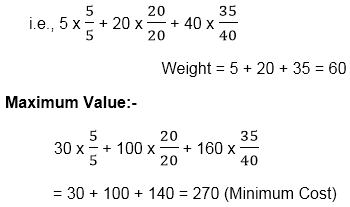 i.e., 5 x 5/5 + 20 x 20/20 + 40 x 35/40
Weight = 5 + 20 + 35 = 60
Maximum Value:-
30 x 5/5 + 100 x 20/20 + 160 x 35/40
= 30 + 100 + 140 = 270 (Minimum Cost)